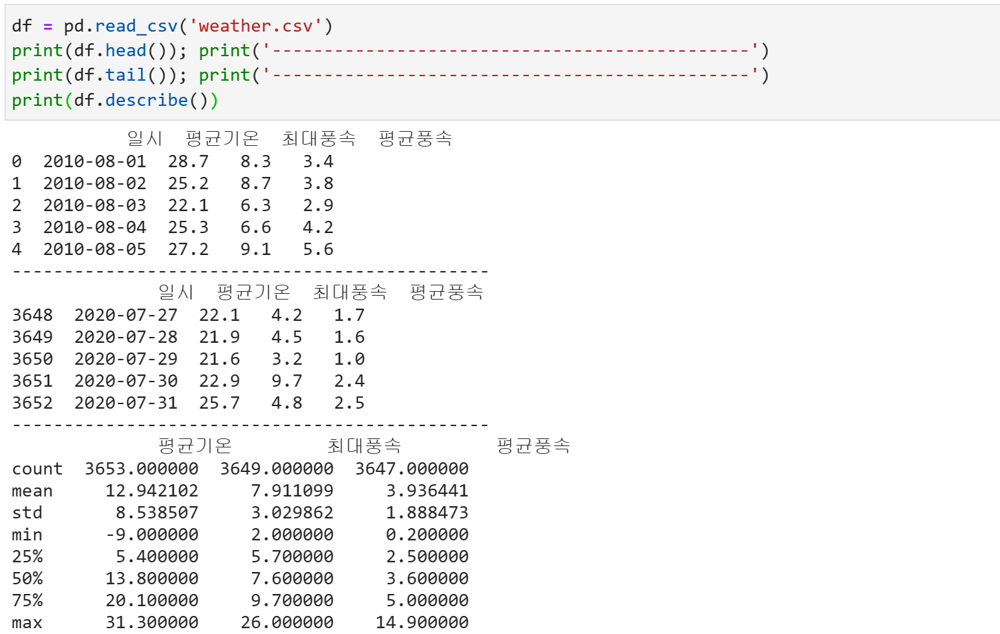 df = pd.read_csv('weather.csv')
print(df.head()); print('----------------------------------------------')
print(df.tail()); print('----------------------------------------------')
print(df.describe())
일시 평균기온 최대풍속 평균풍속
0 2010-08-01 28.7 8.3 3.4
1 2010-08-02 25.2 8.7 3.8
2 2010-08-03 22.1 6.3 2.9
3 2010-08-04 25.3 6.6 4.2
4 2010-08-05 27.2 9.1 5.6
----------------------------------------------
일시 평균기온 최대풍속 평균풍속
3648 2020-07-27 22.1 4.2 1.7
3649 2020-07-28 21.9 4.5 1.6
3650 2020-07-29 21.6 3.2 1.0
3651 2020-07-30 22.9 9.7 2.4
3652 2020-07-31 25.7 4.8 2.5
----------------------------------------------
평균기온 최대풍속 평균풍속
count 3653.000000 3649.000000 3647.000000
mean 12.942102 7.911099 3.936441
std 8.538507 3.029862 1.888473
min -9.000000 2.000000 0.200000
25% 5.400000 5.700000 2.500000
50% 13.800000 7.600000 3.600000
75% 20.100000 9.700000 5.000000
max 31.300000 26.000000 14.900000